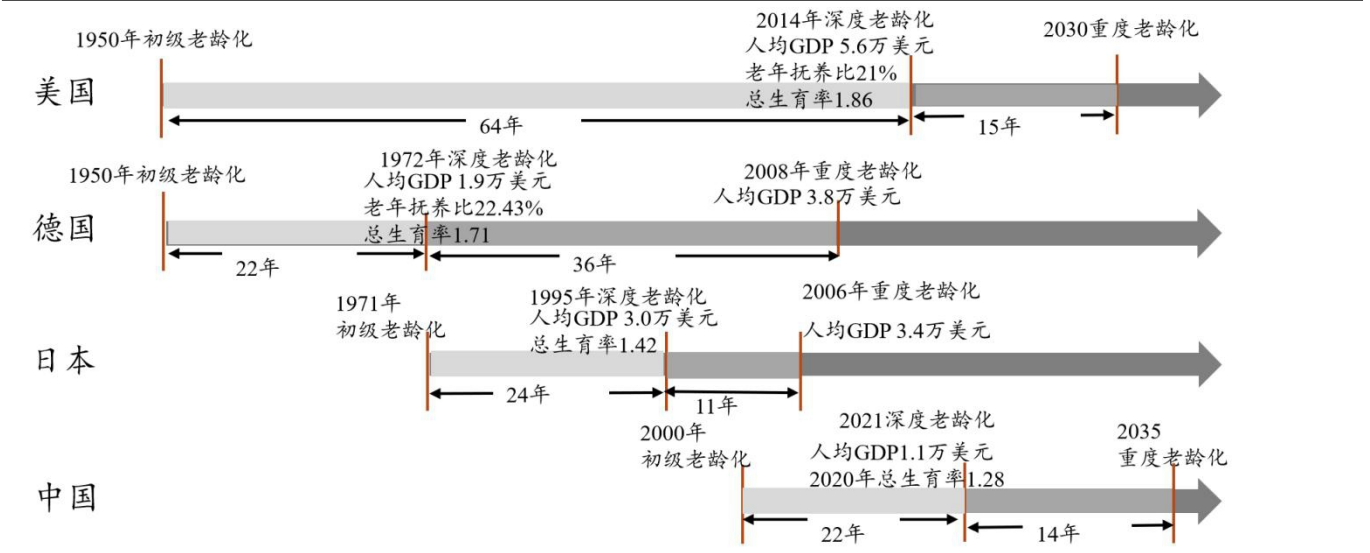 1950年初级老龄化
2014年深度老龄化
人均GDP 5.6万美元
老年抚养比21%
总生育率1.86
2030重度老龄化
美国
64年
15年
1950年初级老龄化
1972年深度老龄化
人均GDP 1.9万美元
老年抚养比22.43%
总生育率1.71
2008年重度老龄化
人均GDP 3.8万美元
德国
22年
36年
1971年
初级老龄化
1995年深度老龄化
人均GDP 3.0万美元
总生育率1.42
2006年重度老龄化
人均GDP 3.4万美元
日本
24年
11年
2000年
初级老龄化
2021深度老龄化
人均GDP1.1万美元
2020年总生育率1.28
2035
重度老龄化
中国
22年
14年